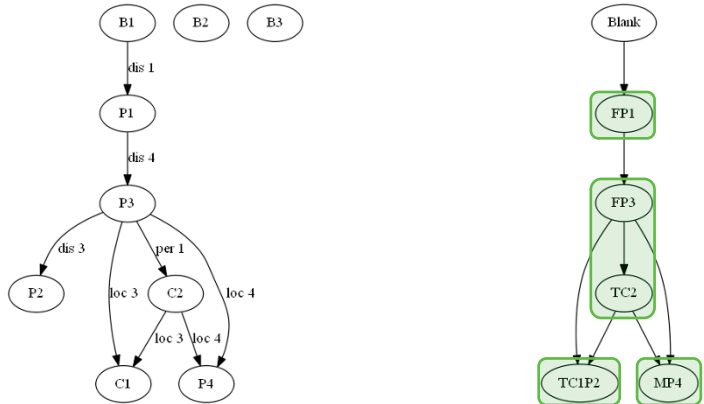 B1 B2 B3 Blank
dis 1
P1 FP1
dis 4
P3 FP3
dis 3 per 1
P2 loc 3 C2 loc 4 TC2
loc 3 loc 4
C1 P4 TC1P2 MP4